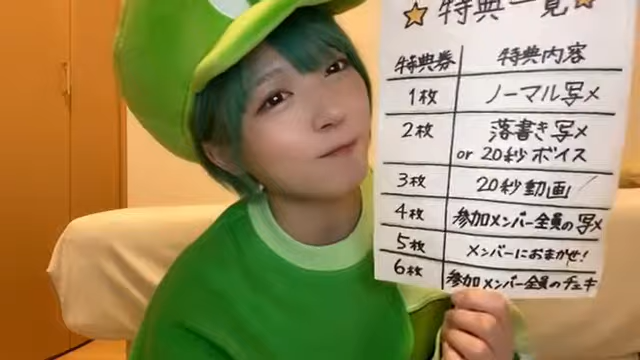 ☆特典一覧☆
特典券 特典内容
1枚 ノーマル写メ
2枚 落書き写メ
or 20秒ボイス
3枚 20秒動画
4枚 参加メンバー全員の写メ
5枚 メンバーにおまかせ!
6枚 参加メンバー全員のチェキ